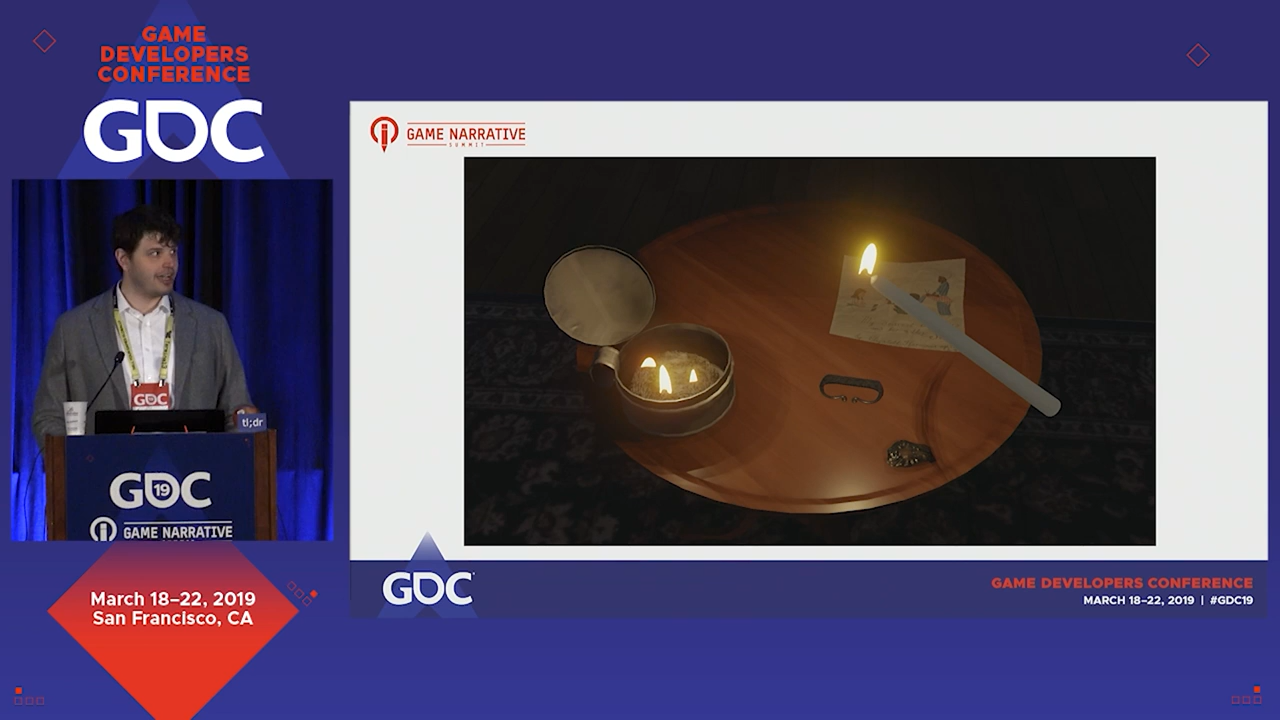 GAME
DEVELOPERS
CONFERENCE
GDC
GAME NARRATIVE
SUMMIT
GDC
tl;dr
GDC
19
GAME NARRATIVE
March 18–22, 2019
San Francisco, CA
GDC
GAME DEVELOPERS CONFERENCE
MARCH 18–22, 2019 | #GDC19